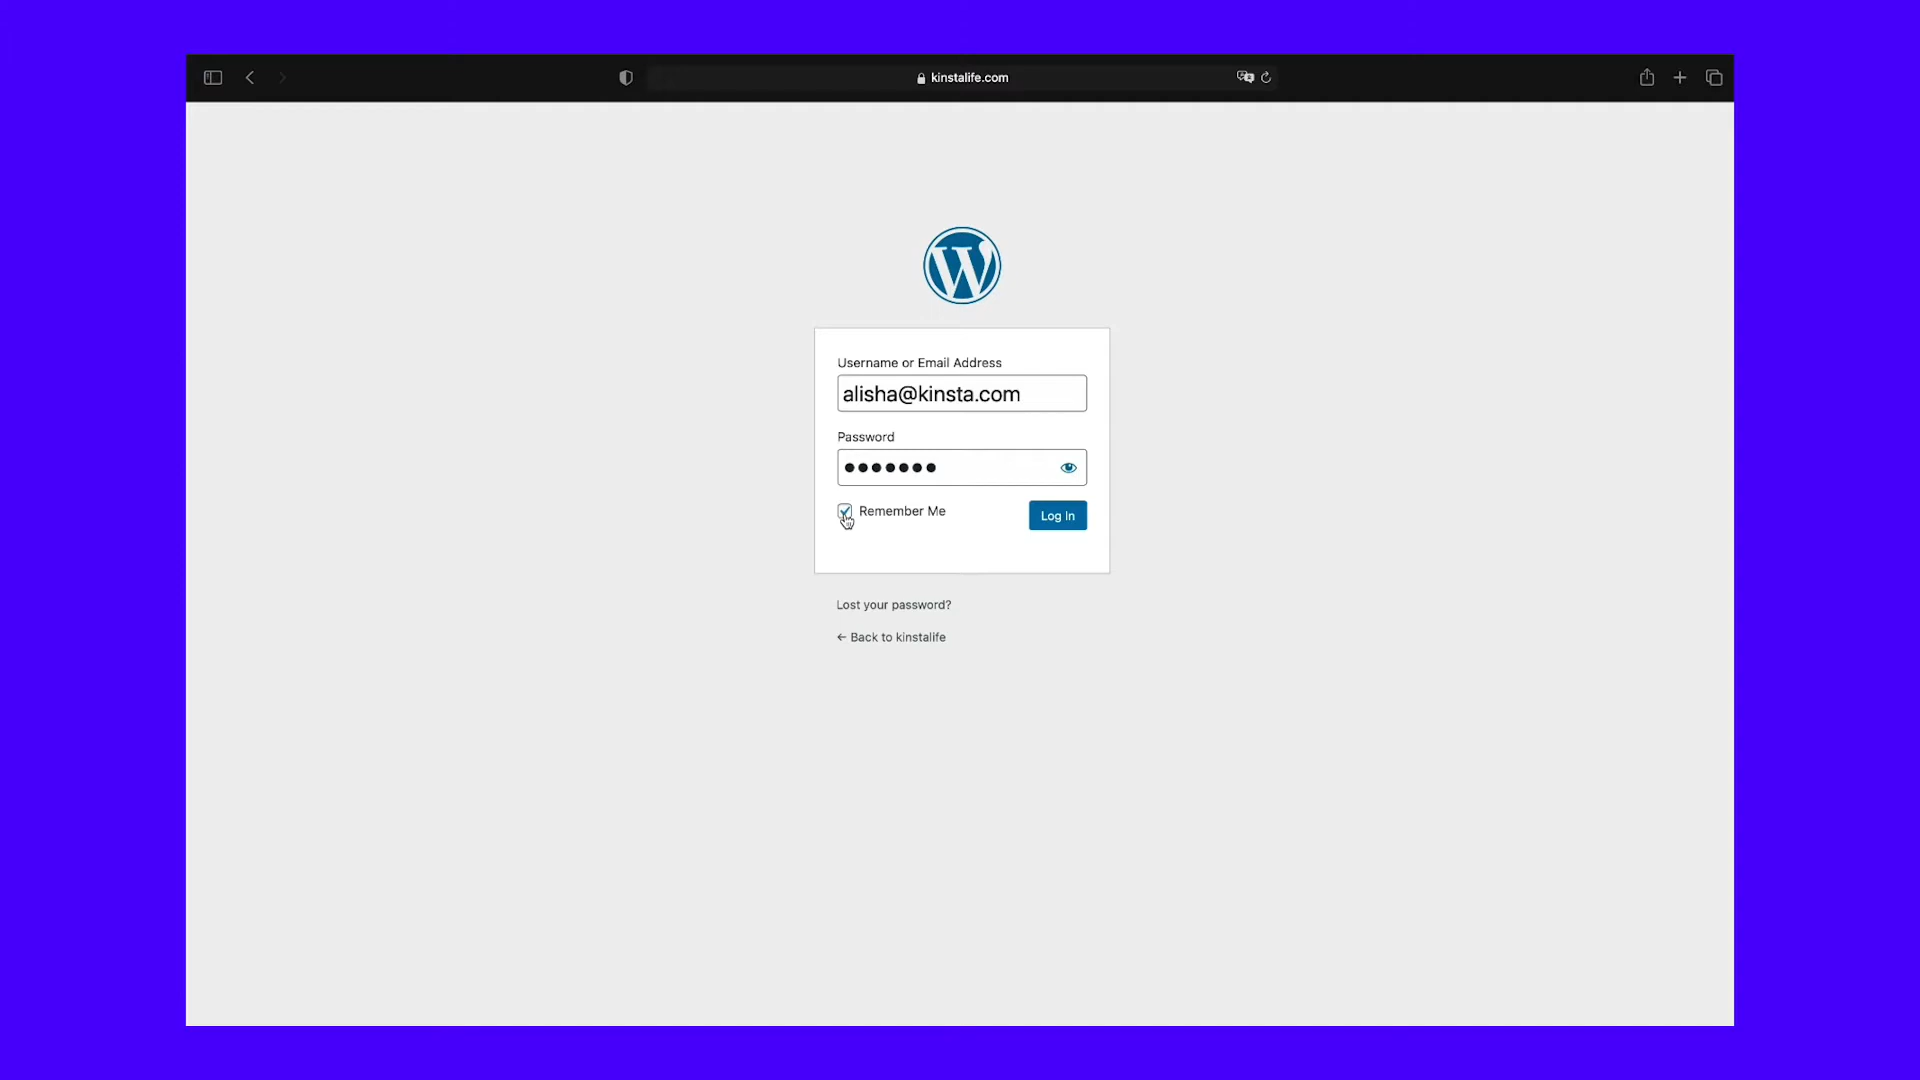 kinstalife.com
Username or Email Address
alisha@kinsta.com
Password
Remember Me
Log In
Lost your password?
← Back to kinstalife